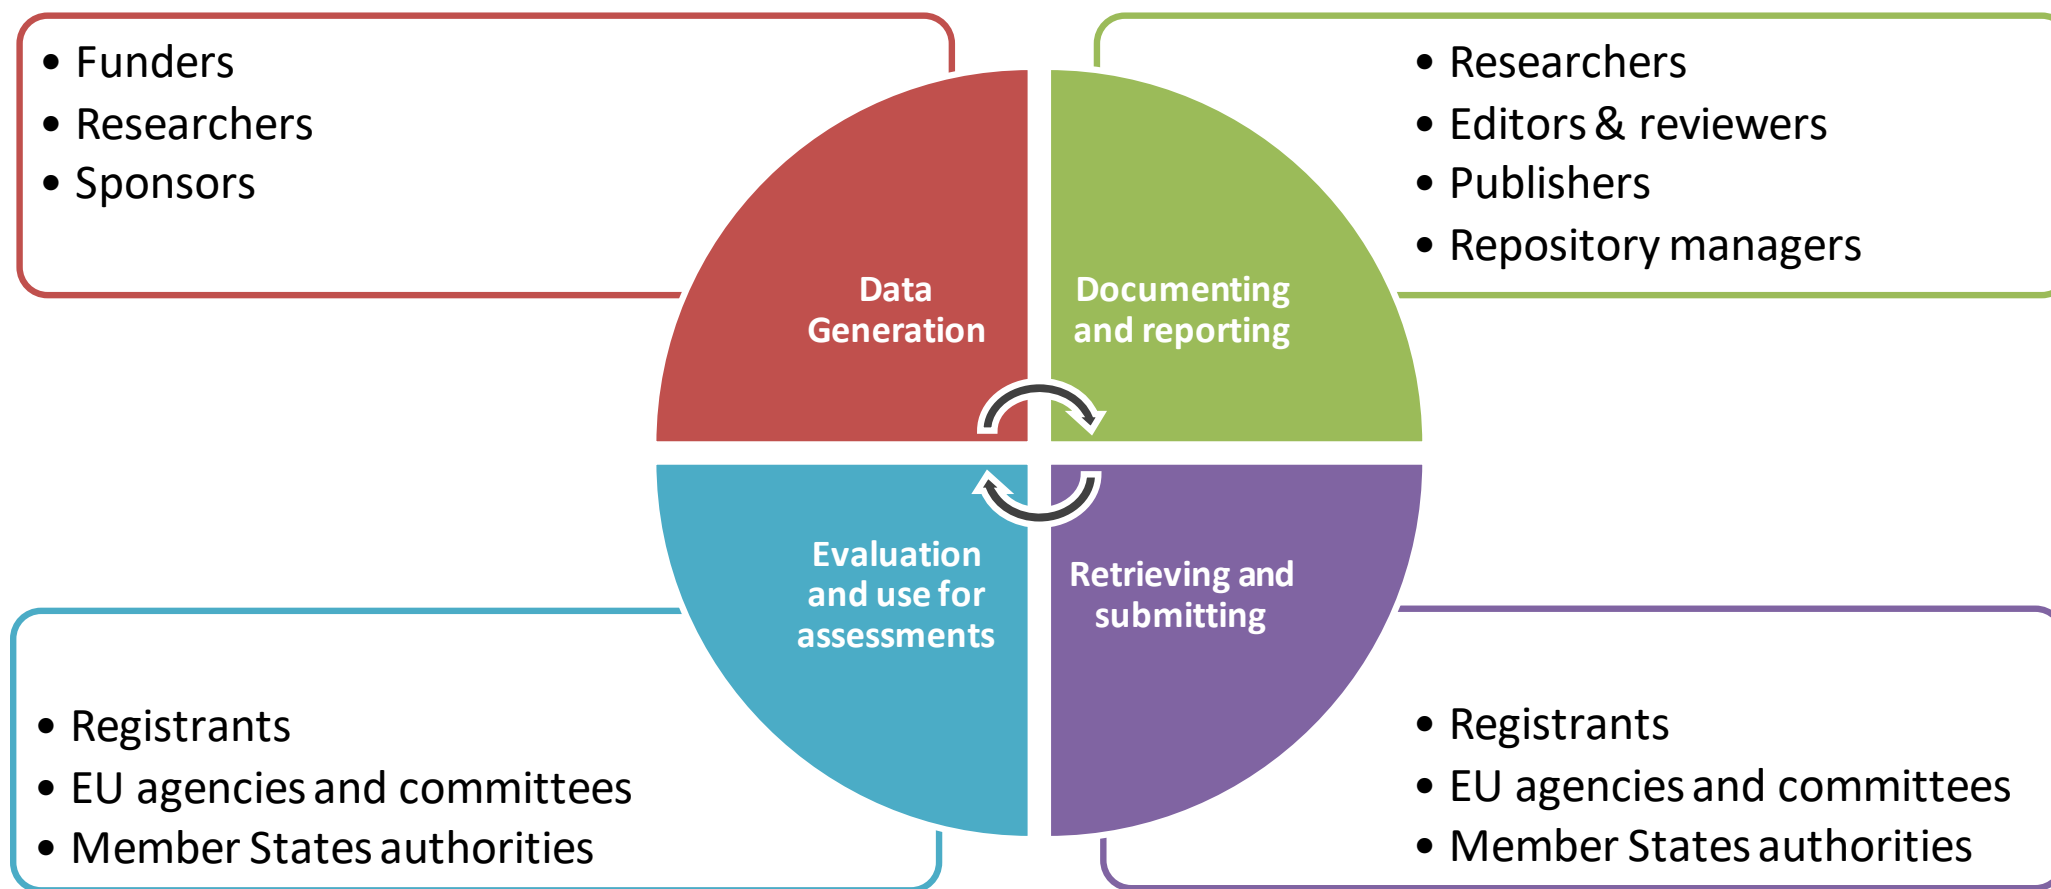 • Funders
• Researchers
• Sponsors
• Researchers
• Editors & reviewers
• Publishers
• Repository managers
Data
Generation
Documenting
and reporting
Evaluation
and use for
assessments
Retrieving and
submitting
• Registrants
• EU agencies and committees
• Member States authorities
• Registrants
• EU agencies and committees
• Member States authorities